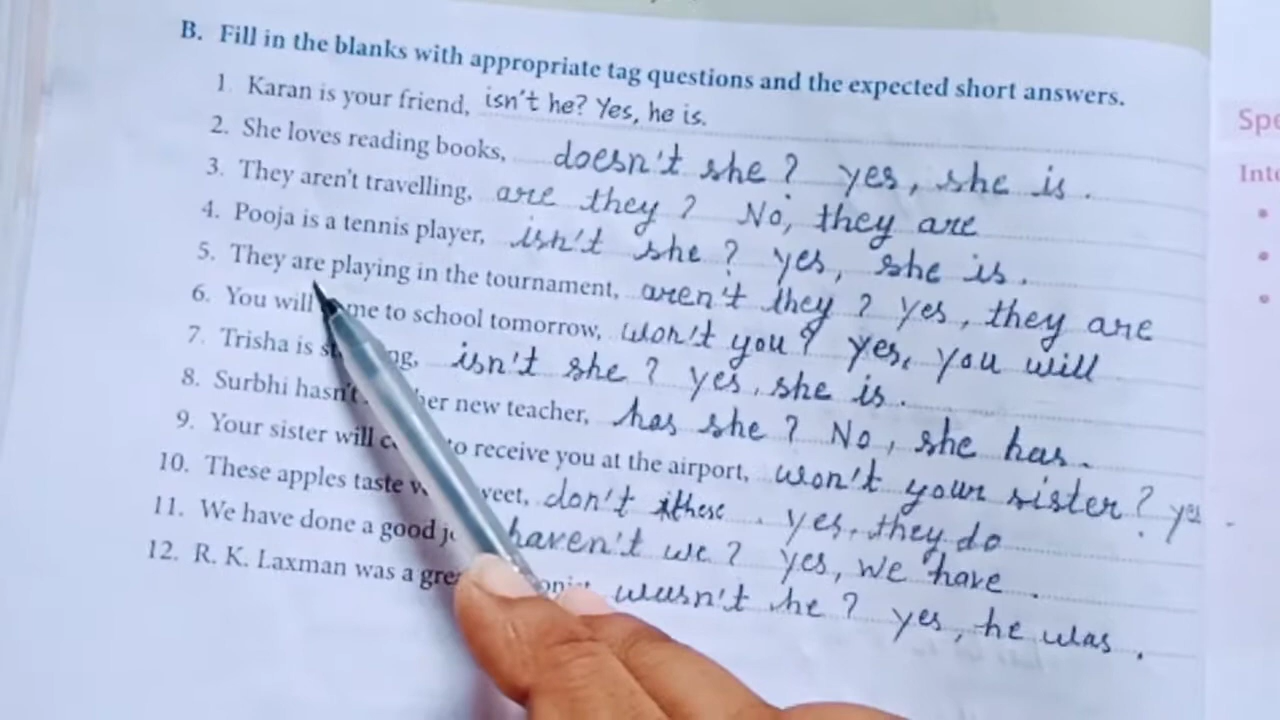 B. Fill in the blanks with appropriate tag questions and the expected short answers.
1. Karan is your friend, isn't he? Yes, he is.
2. She loves reading books, doesn't she? yes, she is.
3. They aren't travelling, are they? No, they are
4. Pooja is a tennis player, isn't she? yes, she is.
5. They are playing in the tournament, aren't they? yes, they are
6. You will me to school tomorrow, won't you? yes, you will
7. Trisha is isn't she? yes, she is.
8. Surbhi hasn't her new teacher, has she? No, she has.
9. Your sister will to receive you at the airport, won't your sister? yes
10. These apples taste don't these. yes, they do
11. We have done a good haven't we? yes, we have.
12. R. K. Laxman was a wasn't he? yes, he was.
Spe
Inte